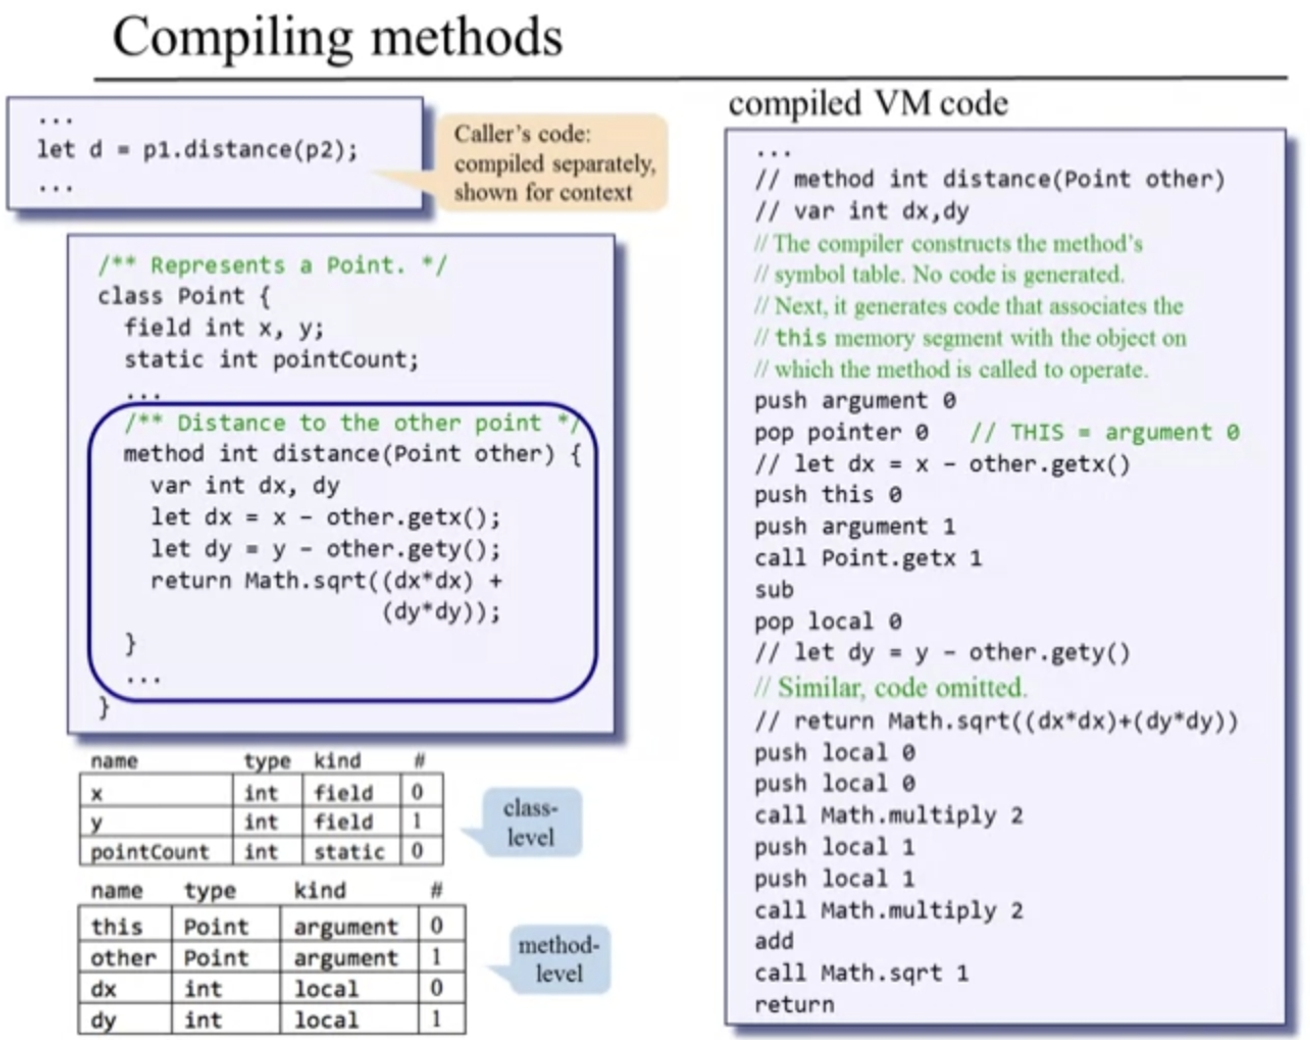 Compiling methods
...
let d = p1.distance(p2);
...
Caller's code:
compiled separately,
shown for context
/** Represents a Point. */
class Point {
field int x, y;
static int pointCount;
...
/** Distance to the other point */
method int distance(Point other) {
var int dx, dy
let dx = x - other.getx();
let dy = y - other.gety();
return Math.sqrt((dx*dx) +
(dy*dy));
}
...
}
name type kind #
x int field 0
y int field 1
pointCount int static 0
class-
level
name type kind #
this Point argument 0
other Point argument 1
dx int local 0
dy int local 1
method-
level
compiled VM code
...
// method int distance(Point other)
// var int dx,dy
// The compiler constructs the method's
// symbol table. No code is generated.
// Next, it generates code that associates the
// this memory segment with the object on
// which the method is called to operate.
push argument 0
pop pointer 0 // THIS = argument 0
// let dx = x - other.getx()
push this 0
push argument 1
call Point.getx 1
sub
pop local 0
// let dy = y - other.gety()
// Similar, code omitted.
// return Math.sqrt((dx*dx)+(dy*dy))
push local 0
push local 0
call Math.multiply 2
push local 1
push local 1
call Math.multiply 2
add
call Math.sqrt 1
return